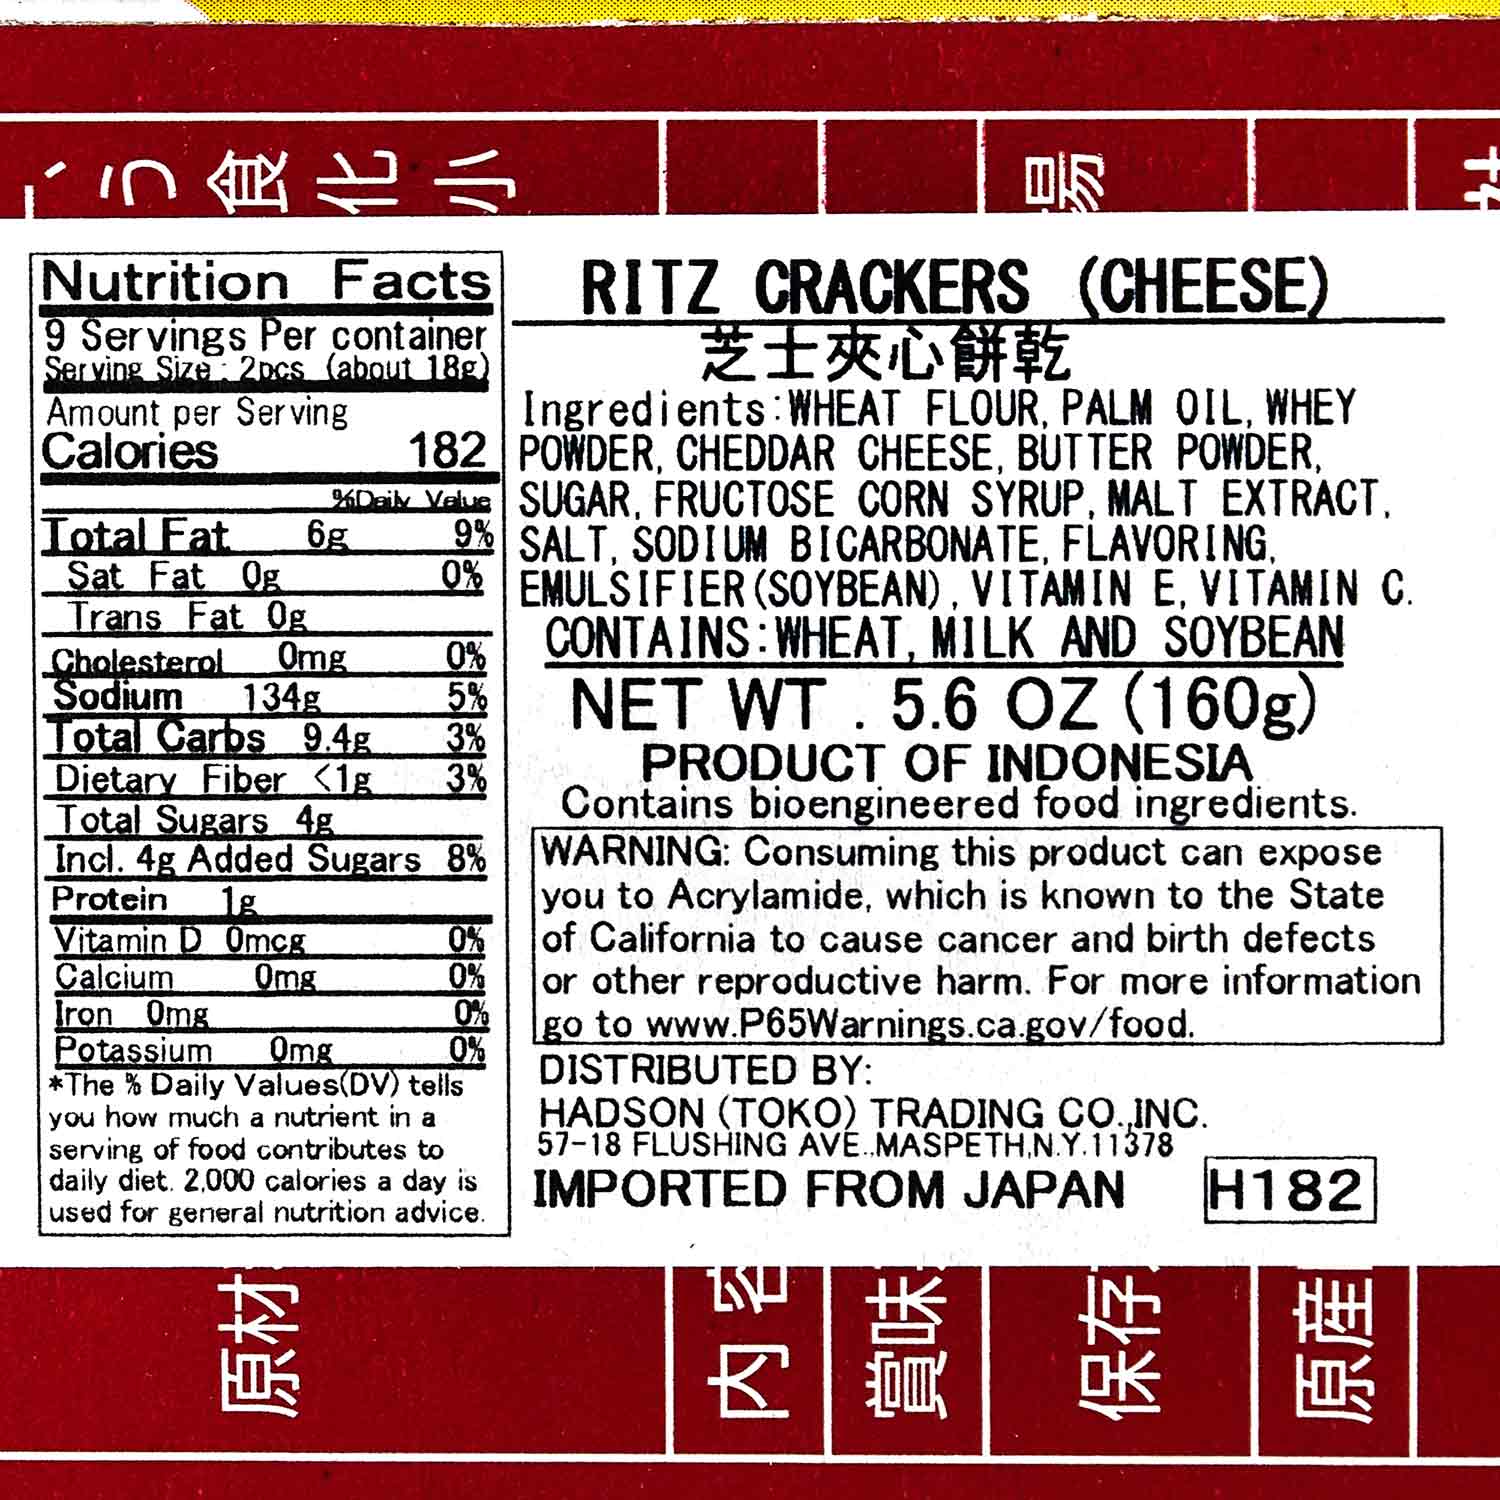 う食化小
Nutrition Facts
9 Servings Per container
Serving Size : 2pcs (about 18g)
Amount per Serving
Calories 182
%Daily Value
Total Fat 6g 9%
Sat Fat 0g 0%
Trans Fat 0g
Cholesterol 0mg 0%
Sodium 134g 5%
Total Carbs 9.4g 3%
Dietary Fiber <1g 3%
Total Sugars 4g
Incl. 4g Added Sugars 8%
Protein 1g
Vitamin D 0mcg 0%
Calcium 0mg 0%
Iron 0mg 0%
Potassium 0mg 0%
*The % Daily Values(DV) tells
you how much a nutrient in a
serving of food contributes to
daily diet. 2,000 calories a day is
used for general nutrition advice.
RITZ CRACKERS (CHEESE)
芝士夾心餅乾
Ingredients:WHEAT FLOUR, PALM OIL, WHEY
POWDER, CHEDDAR CHEESE, BUTTER POWDER,
SUGAR, FRUCTOSE CORN SYRUP, MALT EXTRACT,
SALT, SODIUM BICARBONATE, FLAVORING,
EMULSIFIER(SOYBEAN), VITAMIN E, VITAMIN C.
CONTAINS:WHEAT, MILK AND SOYBEAN
NET WT . 5.6 OZ (160g)
PRODUCT OF INDONESIA
Contains bioengineered food ingredients.
WARNING: Consuming this product can expose
you to Acrylamide, which is known to the State
of California to cause cancer and birth defects
or other reproductive harm. For more information
go to www.P65Warnings.ca.gov/food.
DISTRIBUTED BY:
HADSON (TOKO) TRADING CO.,INC.
57-18 FLUSHING AVE.,MASPETH,N.Y.11378
IMPORTED FROM JAPAN
H182
原材
内容
賞味
保存
原産